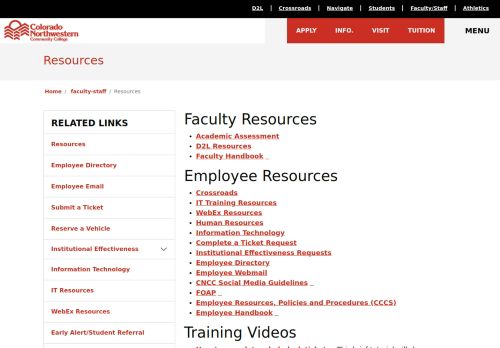 D2L | Crossroads | Navigate | Students | Faculty/Staff | Athletics
Colorado
Northwestern
Community College
APPLY INFO. VISIT TUITION MENU
Resources
Home / faculty-staff / Resources
RELATED LINKS
Resources
Employee Directory
Employee Email
Submit a Ticket
Reserve a Vehicle
Institutional Effectiveness
Information Technology
IT Resources
WebEx Resources
Early Alert/Student Referral
Faculty Resources
Academic Assessment
D2L Resources
Faculty Handbook
Employee Resources
Crossroads
IT Training Resources
WebEx Resources
Human Resources
Information Technology
Complete a Ticket Request
Institutional Effectiveness Requests
Employee Directory
Employee Webmail
CNCC Social Media Guidelines
FOAP
Employee Resources, Policies and Procedures (CCCS)
Employee Handbook
Training Videos